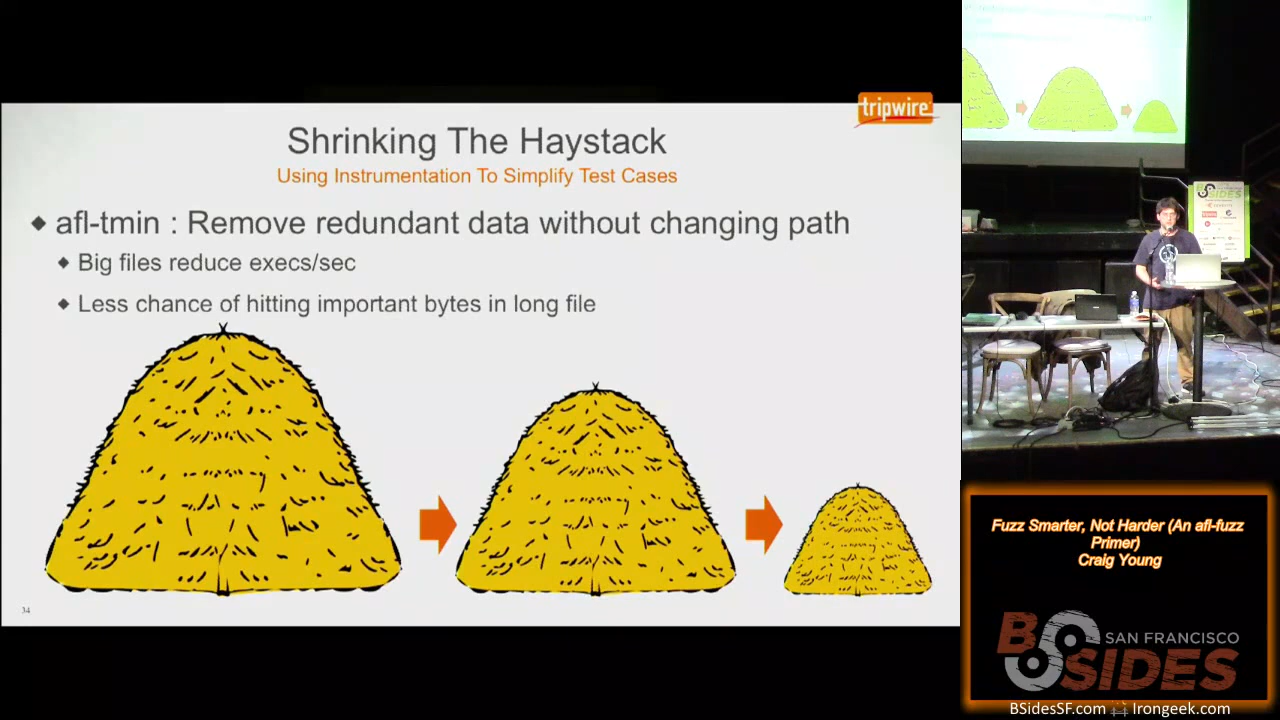 tripwire
Shrinking The Haystack
Using Instrumentation To Simplify Test Cases
afl-tmin : Remove redundant data without changing path
Big files reduce execs/sec
Less chance of hitting important bytes in long file
34
BSIDES
Fuzz Smarter, Not Harder (An afl-fuzz
Primer)
Craig Young
BSIDES
SAN FRANCISCO
BSidesSF.com Irongeek.com